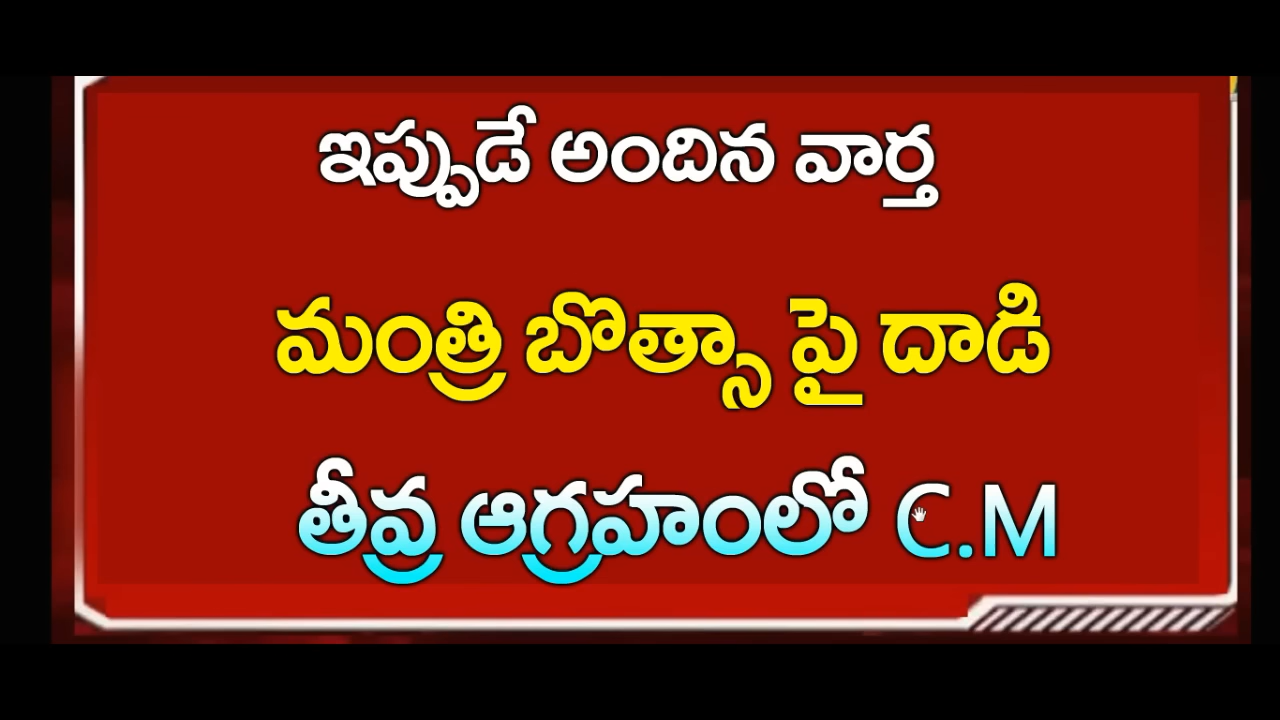 ఇప్పుడే అందిన వార్త
మంత్రి బొత్సా పై దాడి
తీవ్ర ఆగ్రహంలో C.M